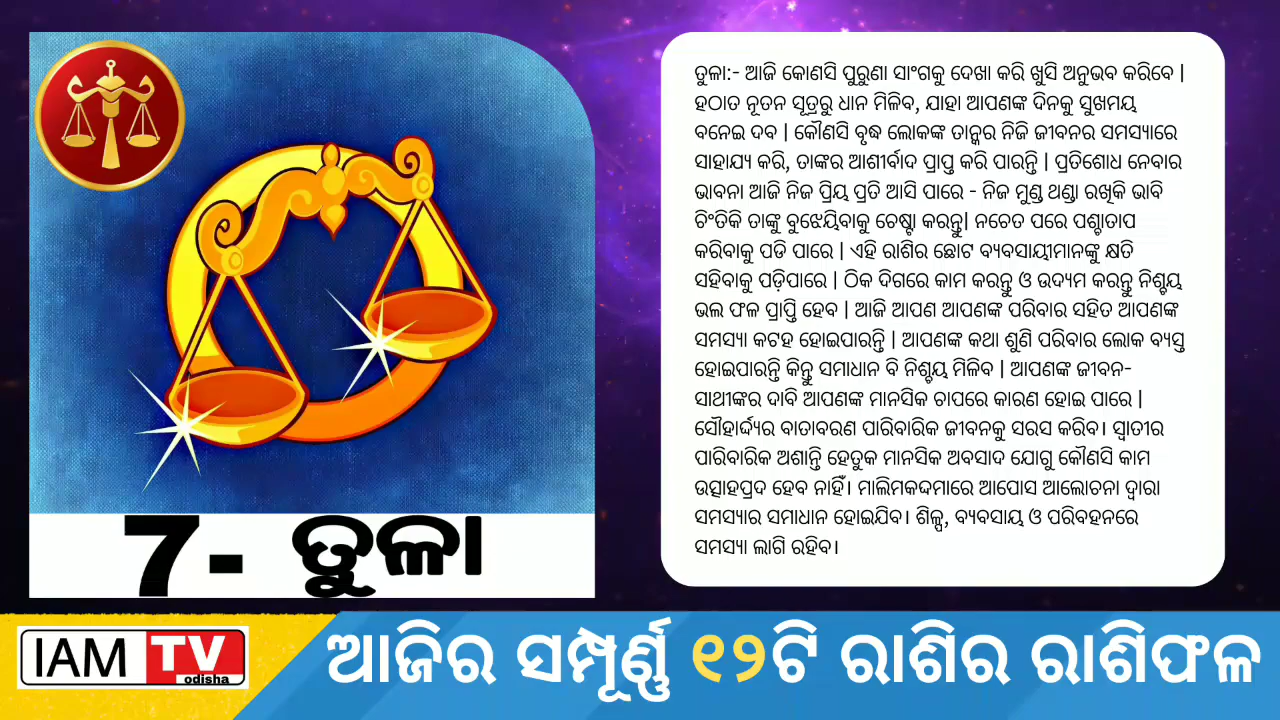 ତୁଳା:- ଆଜି କୋଣସି ପୁରୁଣା ସାଂଗକୁ ଦେଖା କରି ଖୁସି ଅନୁଭବ କରିବେ |
ହଠାତ ନୂତନ ସୂତ୍ରରୁ ଧାନ ମିଳିବ, ଯାହା ଆପଣଙ୍କ ଦିନକୁ ସୁଖମୟ
ବନେଇ ଦବ | କୌଣସି ବୃଦ୍ଧ ଲୋକଙ୍କ ତାନ୍କର ନିଜି ଜୀବନର ସମସ୍ୟାରେ
ସାହାଯ୍ୟ କରି, ତାଙ୍କର ଆଶୀର୍ବାଦ ପ୍ରାପ୍ତ କରି ପାରନ୍ତି | ପ୍ରତିଶୋଧ ନେବାର
ଭାବନା ଆଜି ନିଜ ପ୍ରିୟ ପ୍ରତି ଆସି ପାରେ - ନିଜ ମୁଣ୍ଡ ଥଣ୍ଡା ରଖିକି ଭାବି
ଚିଂତିକି ତାଙ୍କୁ ବୁଝେୟିବାକୁ ଚେଷ୍ଟା କରନ୍ତୁ| ନଚେତ ପରେ ପଶ୍ଚାତାପ
କରିବାକୁ ପଡି ପାରେ | ଏହି ରାଶିର ଛୋଟ ବ୍ୟବସାୟୀମାନଙ୍କୁ କ୍ଷତି
ସହିବାକୁ ପଡ଼ିପାରେ | ଠିକ ଦିଗରେ କାମ କରନ୍ତୁ ଓ ଉଦ୍ୟମ କରନ୍ତୁ ନିଶ୍ଚୟ
ଭଲ ଫଳ ପ୍ରାପ୍ତି ହେବ | ଆଜି ଆପଣ ଆପଣଙ୍କ ପରିବାର ସହିତ ଆପଣଙ୍କ
ସମସ୍ୟା କଟହ ହୋଇପାରନ୍ତି | ଆପଣଙ୍କ କଥା ଶୁଣି ପରିବାର ଲୋକ ବ୍ୟସ୍ତ
ହୋଇପାରନ୍ତି କିନ୍ତୁ ସମାଧାନ ବି ନିଶ୍ଚୟ ମିଳିବ | ଆପଣଙ୍କ ଜୀବନ-
ସାଥୀଙ୍କର ଦାବି ଆପଣଙ୍କ ମାନସିକ ଚାପରେ କାରଣ ହୋଇ ପାରେ |
ସୌହାର୍ଦ୍ଦ୍ୟର ବାତାବରଣ ପାରିବାରିକ ଜୀବନକୁ ସରସ କରିବ। ସ୍ଵାତୀର
ପାରିବାରିକ ଅଶାନ୍ତି ହେତୁକ ମାନସିକ ଅବସାଦ ଯୋଗୁ କୌଣସି କାମ
ଉତ୍ସାହପ୍ରଦ ହେବ ନାହିଁ। ମାଲିମକଦ୍ଦମାରେ ଆପୋସ ଆଲୋଚନା ଦ୍ଵାରା
ସମସ୍ୟାର ସମାଧାନ ହୋଇଯିବ। ଶିଳ୍ପ, ବ୍ୟବସାୟ ଓ ପରିବହନରେ
ସମସ୍ୟା ଲାଗି ରହିବ।
7- ତୁଳା
IAM TV
odisha
ଆଜିର ସମ୍ପୂର୍ଣ୍ଣ ୧୨ଟି ରାଶିର ରାଶିଫଳ